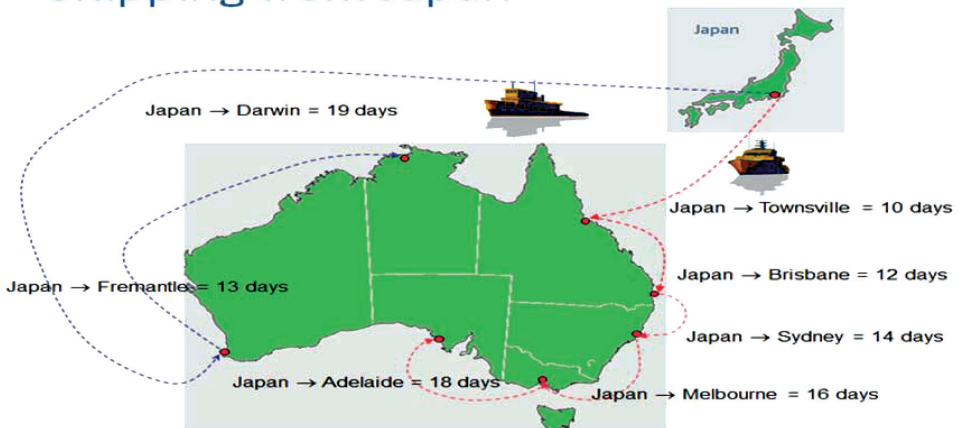 Japan
Japan → Darwin = 19 days
Japan → Townsville = 10 days
Japan → Brisbane = 12 days
Japan → Fremantle = 13 days
Japan → Sydney = 14 days
Japan → Adelaide = 18 days
Japan → Melbourne = 16 days